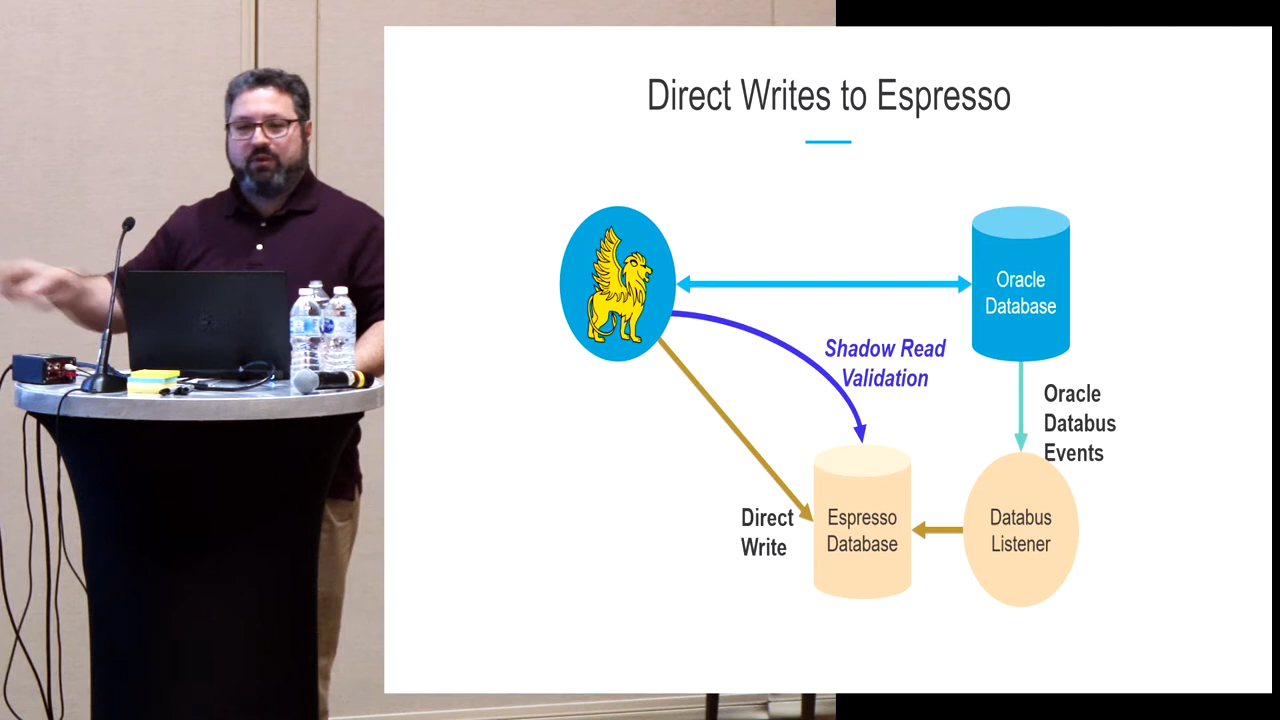 Direct Writes to Espresso
Oracle
Database
Shadow Read
Validation
Oracle
Databus
Events
Direct
Write
Espresso
Database
Databus
Listener